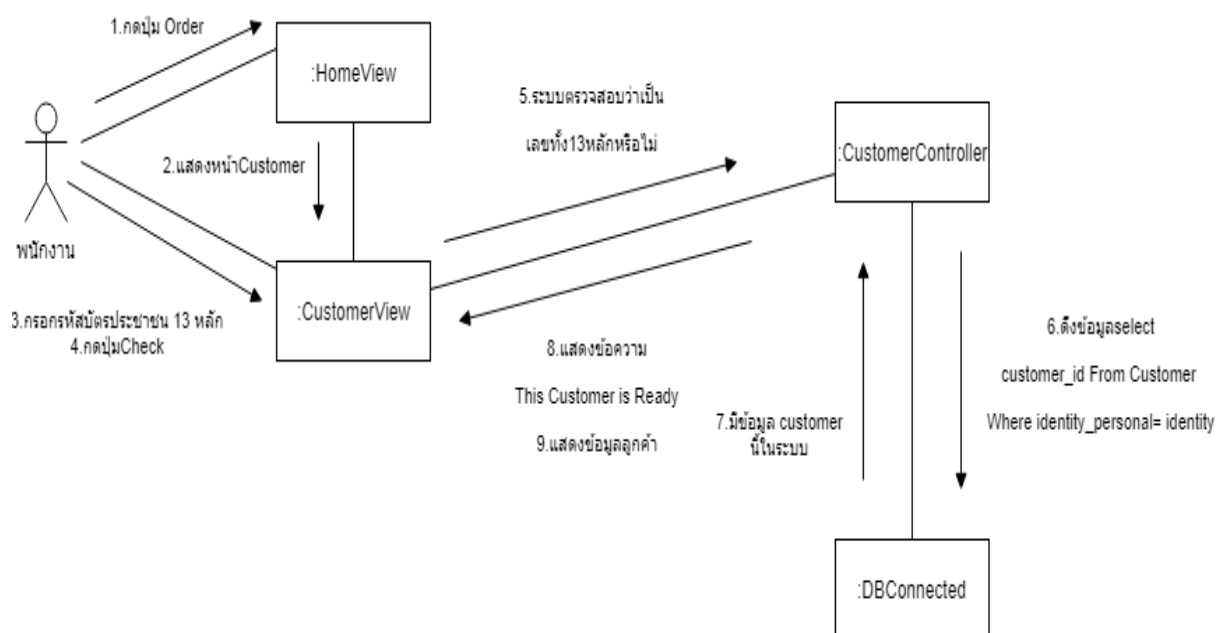 1.กดปุ่ม Order
:HomeView
5.ระบบตรวจสอบว่าเป็น
เลขทั้ง13หลักหรือไม่
:CustomerController
2.แสดงหน้าCustomer
พนักงาน
:CustomerView
3.กรอกรหัสบัตรประชาชน 13 หลัก
4.กดปุ่มCheck
8.แสดงข้อความ
This Customer is Ready
9.แสดงข้อมูลลูกค้า
7.มีข้อมูล customer
นี้ในระบบ
6.ดึงข้อมูลselect
customer_id From Customer
Where identity_personal= identity
:DBConnected